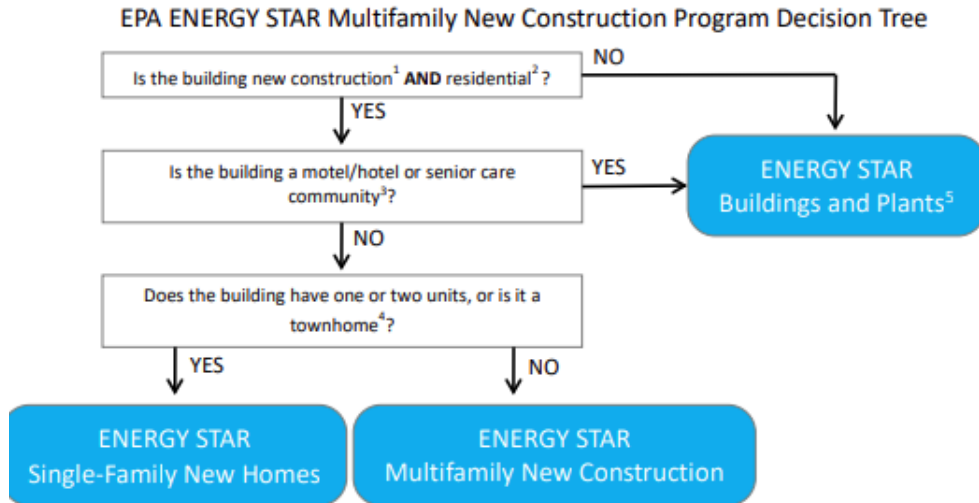 EPA ENERGY STAR Multifamily New Construction Program Decision Tree
Is the building new construction¹ AND residential²?
NO
YES
Is the building a motel/hotel or senior care
community³?
YES
ENERGY STAR
Buildings and Plants⁵
NO
Does the building have one or two units, or is it a
townhome⁴?
YES
NO
ENERGY STAR
Single-Family New Homes
ENERGY STAR
Multifamily New Construction